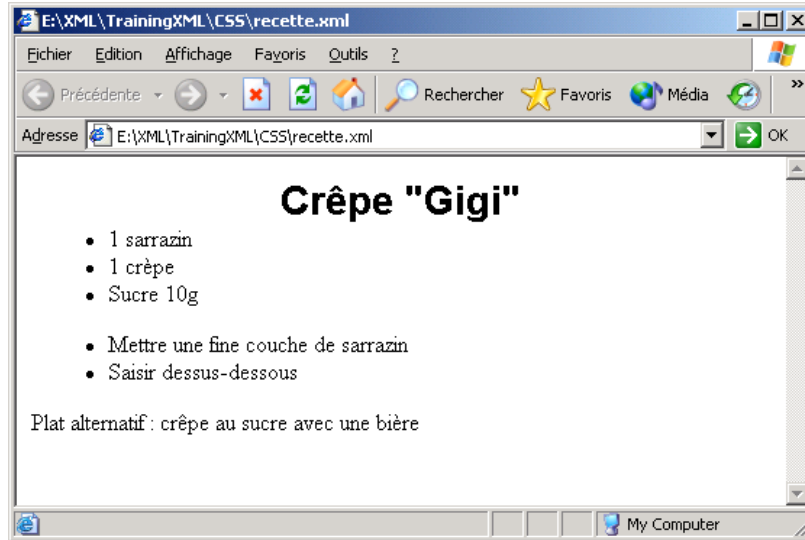 E:\XML\TrainingXML\CSS\recette.xml
Fichier Edition Affichage Favoris Outils ?
Précédente Rechercher Favoris Média »
Adresse E:\XML\TrainingXML\CSS\recette.xml OK
Crêpe "Gigi"
• 1 sarrazin
• 1 crèpe
• Sucre 10g
• Mettre une fine couche de sarrazin
• Saisir dessus-dessous
Plat alternatif : crêpe au sucre avec une bière
My Computer